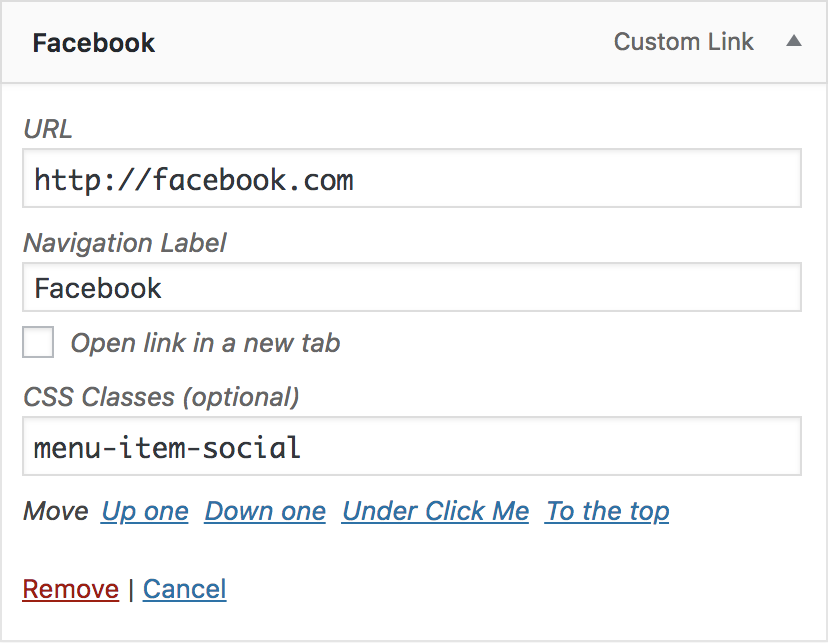 Facebook Custom Link
URL
http://facebook.com
Navigation Label
Facebook
Open link in a new tab
CSS Classes (optional)
menu-item-social
Move Up one Down one Under Click Me To the top
Remove | Cancel